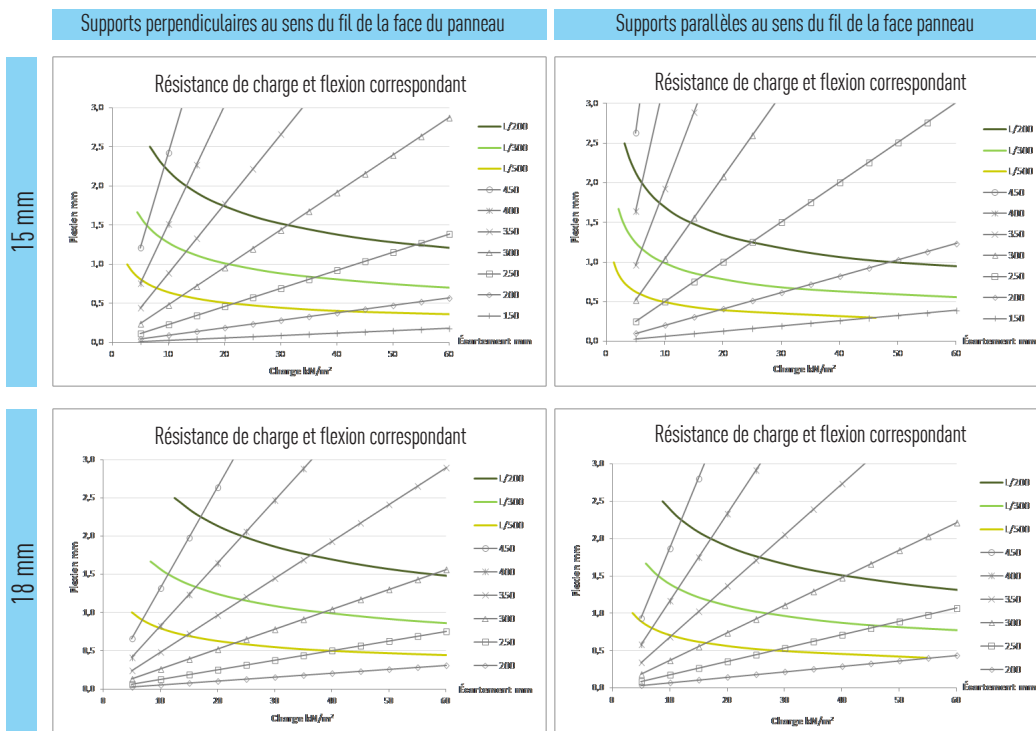 Supports perpendiculaires au sens du fil de la face du panneau
Supports parallèles au sens du fil de la face panneau
15 mm
Résistance de charge et flexion correspondant
Flexion mm
3,0
2,5
2,0
1,5
1,0
0,5
0,0
0 10 20 30 40 50 60
Charge kN/m²
L/200
L/300
L/500
450
400
350
300
250
200
150
Écartement mm
Résistance de charge et flexion correspondant
Flexion mm
3,0
2,5
2,0
1,5
1,0
0,5
0,0
0 10 20 30 40 50 60
Charge kN/m²
L/200
L/300
L/500
450
400
350
300
250
200
150
Écartement mm
18 mm
Résistance de charge et flexion correspondant
Flexion mm
3,0
2,5
2,0
1,5
1,0
0,5
0,0
0 10 20 30 40 50 60
Charge kN/m²
L/200
L/300
L/500
450
400
350
300
250
200
Écartement mm
Résistance de charge et flexion correspondant
Flexion mm
3,0
2,5
2,0
1,5
1,0
0,5
0,0
0 10 20 30 40 50 60
Charge kN/m²
L/200
L/300
L/500
450
400
350
300
250
200
Écartement mm